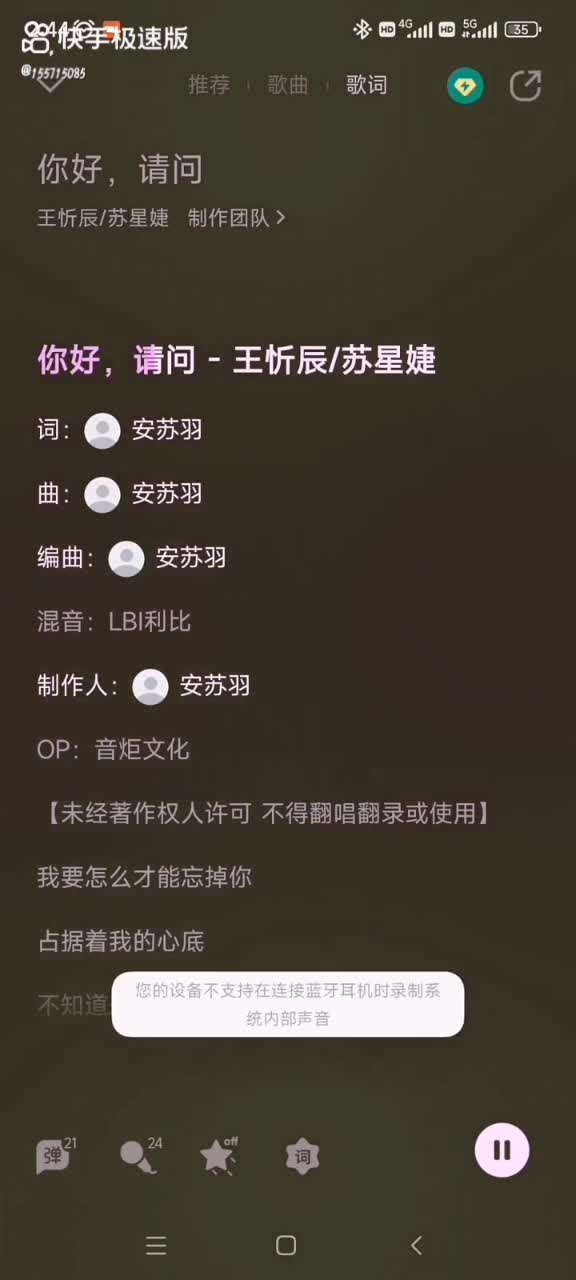 快手极速版
4G 5G 35
HD HD
@155715085
推荐 歌曲 歌词
你好，请问
王忻辰/苏星婕 制作团队
你好，请问 - 王忻辰/苏星婕
词：安苏羽
曲：安苏羽
编曲：安苏羽
混音：LBI利比
制作人：安苏羽
OP：音炬文化
【未经著作权人许可 不得翻唱翻录或使用】
我要怎么才能忘掉你
占据着我的心底
不知道
您的设备不支持在连接蓝牙耳机时录制系
统内部声音
弹 21 24 off 词